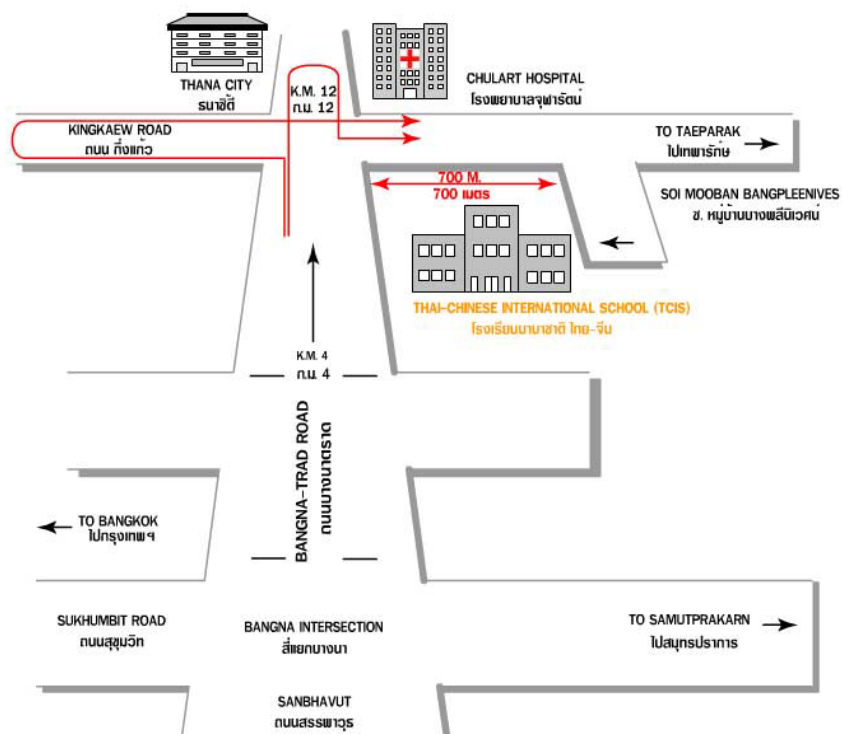 THANA CITY
ธนาซิตี้
K.M. 12
ก.ม. 12
CHULART HOSPITAL
โรงพยาบาลจุฬารัตน์
KINGKAEW ROAD
ถนน กิ่งแก้ว
TO TAEPARAK
ไปเทพารักษ์
700 M.
700 เมตร
SOI MOOBAN BANGPLEENIVES
ซ. หมู่บ้านบางพลีนิเวศน์
THAI-CHINESE INTERNATIONAL SCHOOL (TCIS)
โรงเรียนนานาชาติ ไทย-จีน
K.M. 4
ก.ม. 4
BANGNA-TRAD ROAD
ถนนบางนาตราด
TO BANGKOK
ไปกรุงเทพฯ
SUKHUMBIT ROAD
ถนนสุขุมวิท
BANGNA INTERSECTION
สี่แยกบางนา
TO SAMUTPRAKARN
ไปสมุทรปราการ
SANBHAVUT
ถนนสรรพาวุธ